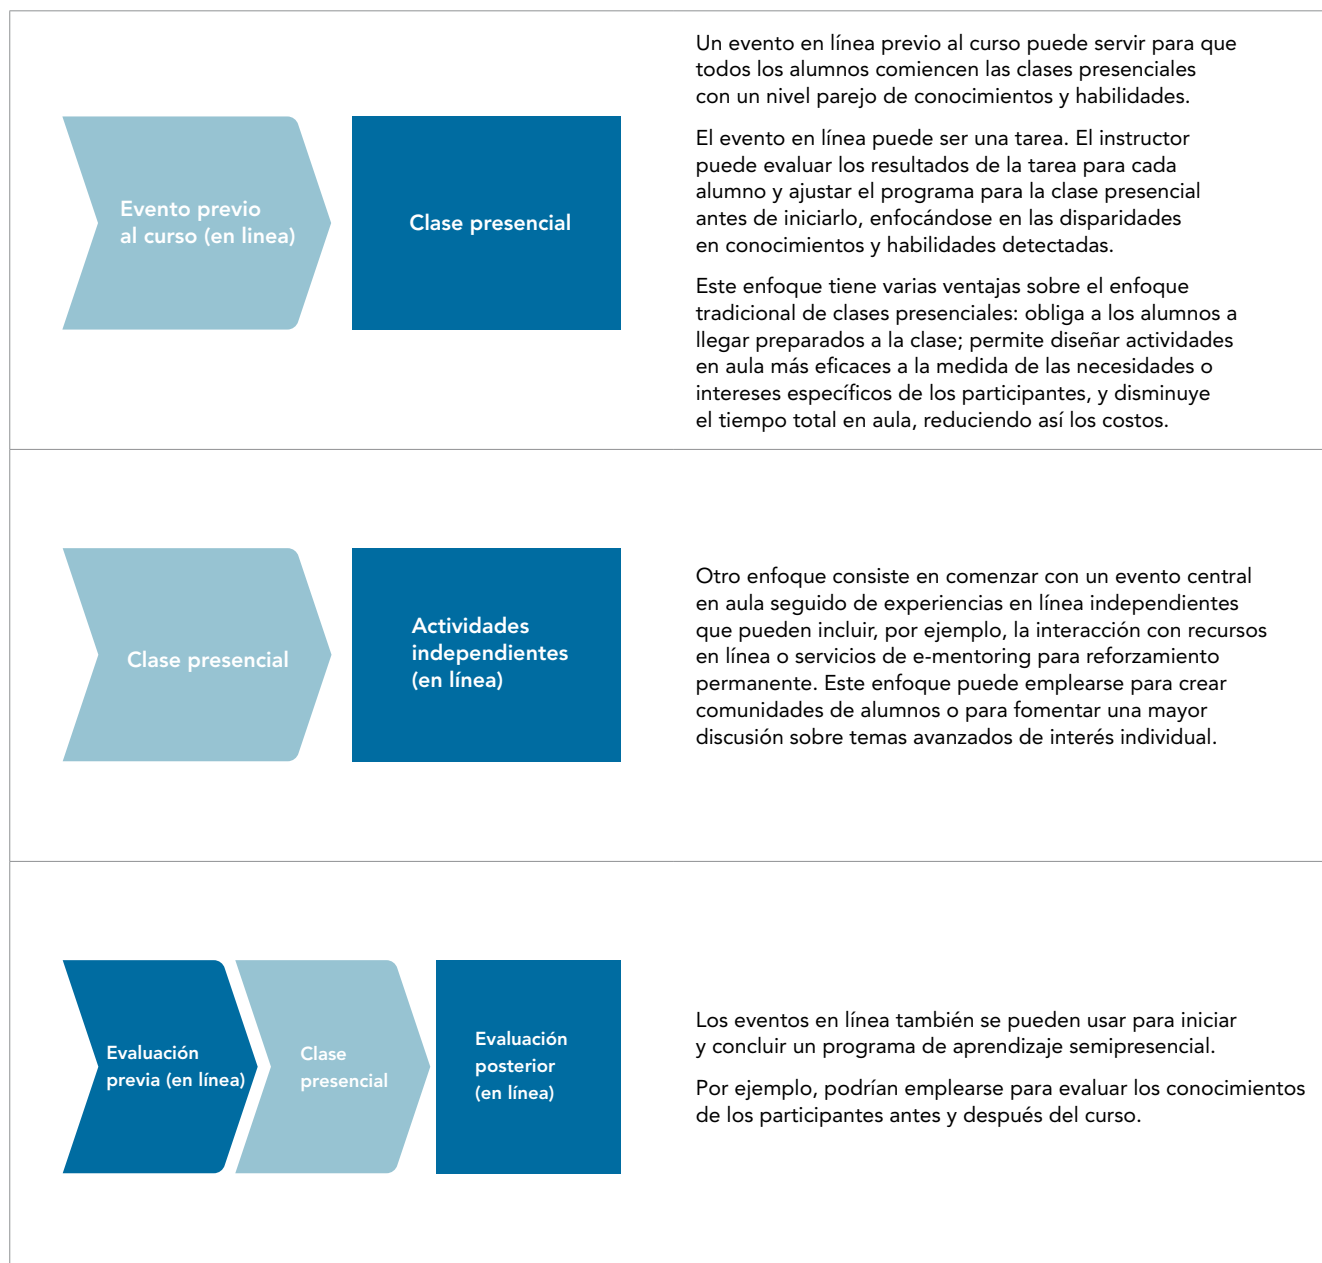 Evento previo
al curso (en linea)
Clase presencial
Un evento en línea previo al curso puede servir para que
todos los alumnos comiencen las clases presenciales
con un nivel parejo de conocimientos y habilidades.
El evento en línea puede ser una tarea. El instructor
puede evaluar los resultados de la tarea para cada
alumno y ajustar el programa para la clase presencial
antes de iniciarlo, enfocándose en las disparidades
en conocimientos y habilidades detectadas.
Este enfoque tiene varias ventajas sobre el enfoque
tradicional de clases presenciales: obliga a los alumnos a
llegar preparados a la clase; permite diseñar actividades
en aula más eficaces a la medida de las necesidades o
intereses específicos de los participantes, y disminuye
el tiempo total en aula, reduciendo así los costos.
Clase presencial
Actividades
independientes
(en línea)
Otro enfoque consiste en comenzar con un evento central
en aula seguido de experiencias en línea independientes
que pueden incluir, por ejemplo, la interacción con recursos
en línea o servicios de e-mentoring para reforzamiento
permanente. Este enfoque puede emplearse para crear
comunidades de alumnos o para fomentar una mayor
discusión sobre temas avanzados de interés individual.
Evaluación
previa (en línea)
Clase
presencial
Evaluación
posterior
(en línea)
Los eventos en línea también se pueden usar para iniciar
y concluir un programa de aprendizaje semipresencial.
Por ejemplo, podrían emplearse para evaluar los conocimientos
de los participantes antes y después del curso.